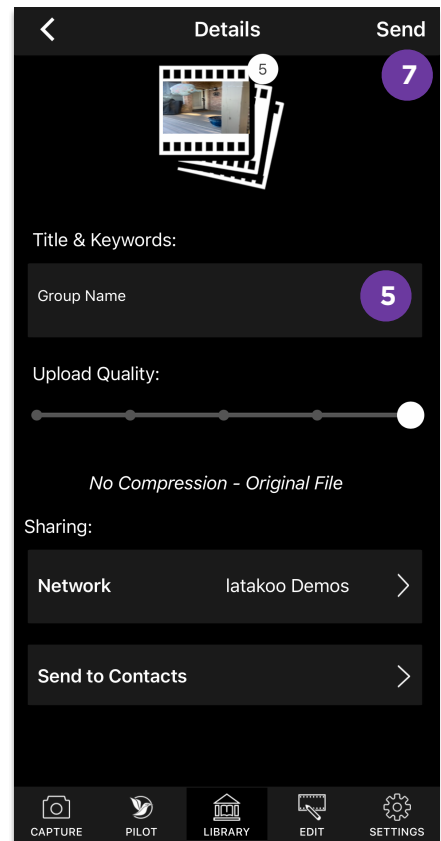 Details
Send
5
7
Title & Keywords:
Group Name
5
Upload Quality:
No Compression - Original File
Sharing:
Network
latakoo Demos
Send to Contacts
CAPTURE
PILOT
LIBRARY
EDIT
SETTINGS